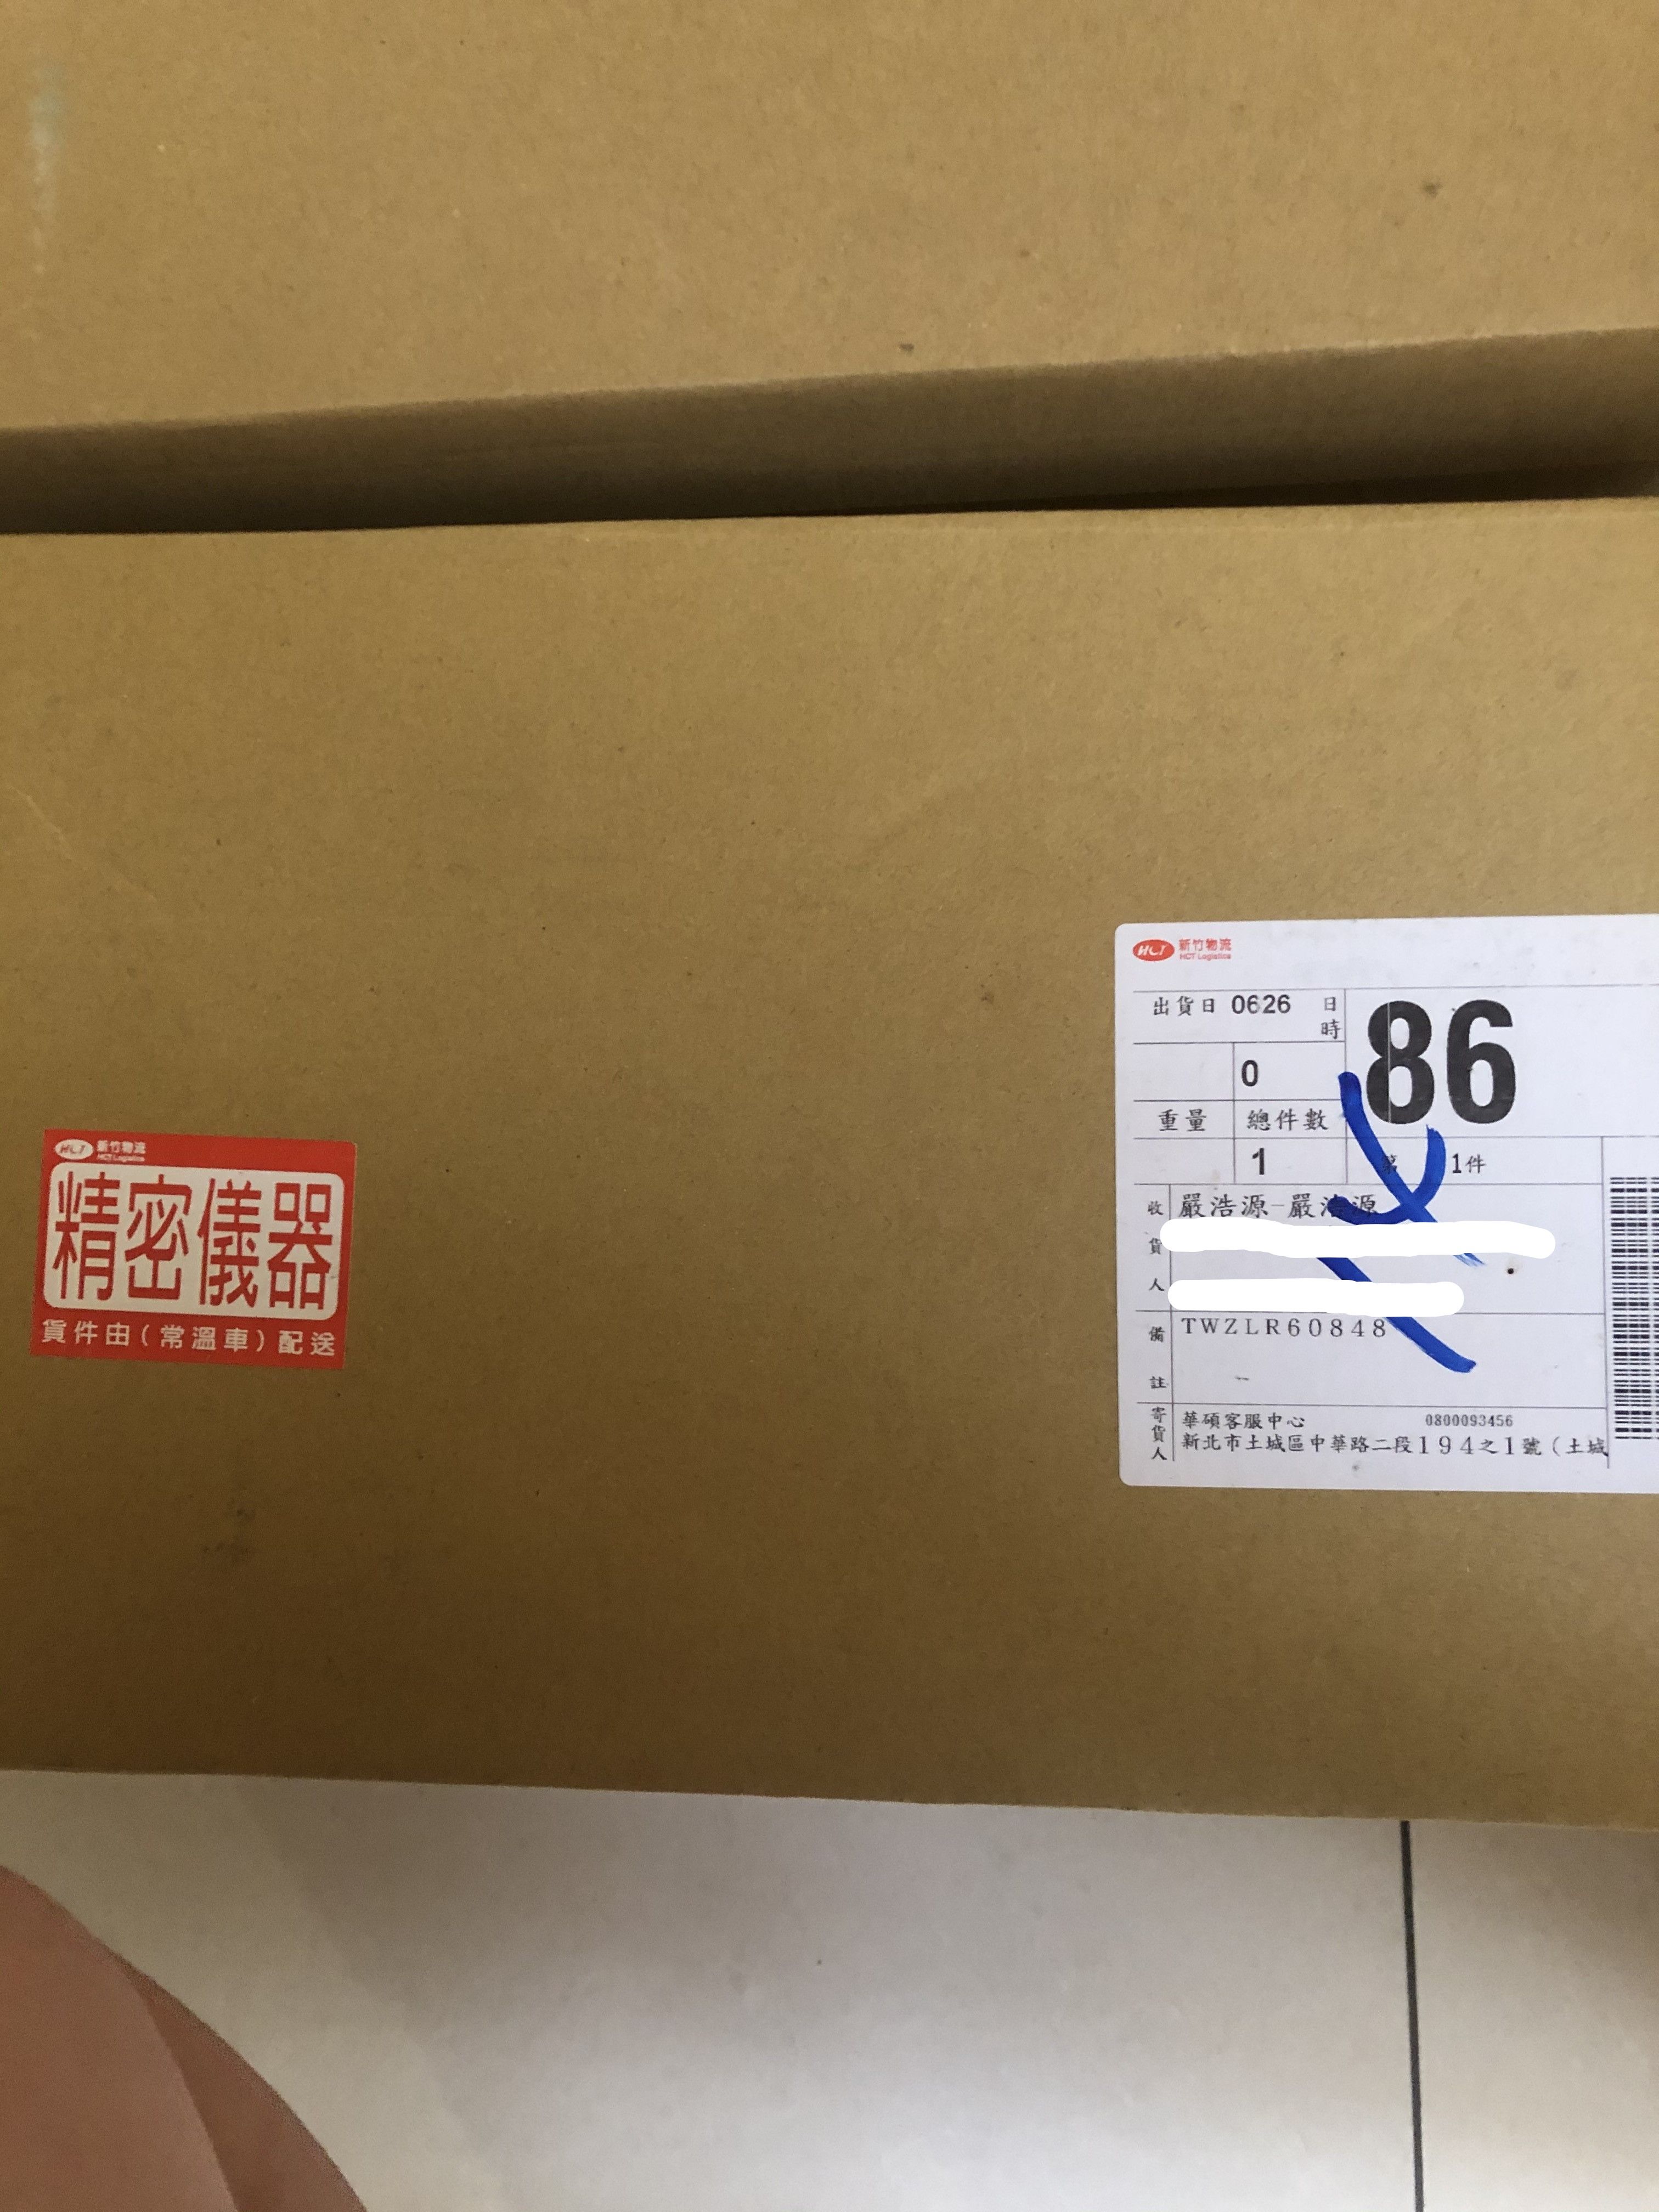 HCT 新竹物流
HCT Logistics
精密儀器
貨件由(常溫車)配送
HCT 新竹物流
HCT Logistics
出貨日 0626 日
時
86
0
重量 總件數
1 第 1件
收貨人 嚴浩源-嚴浩源
備註 TWZLR60848
-
寄貨人 華碩客服中心 0800093456
新北市土城區中華路二段194之1號(土城